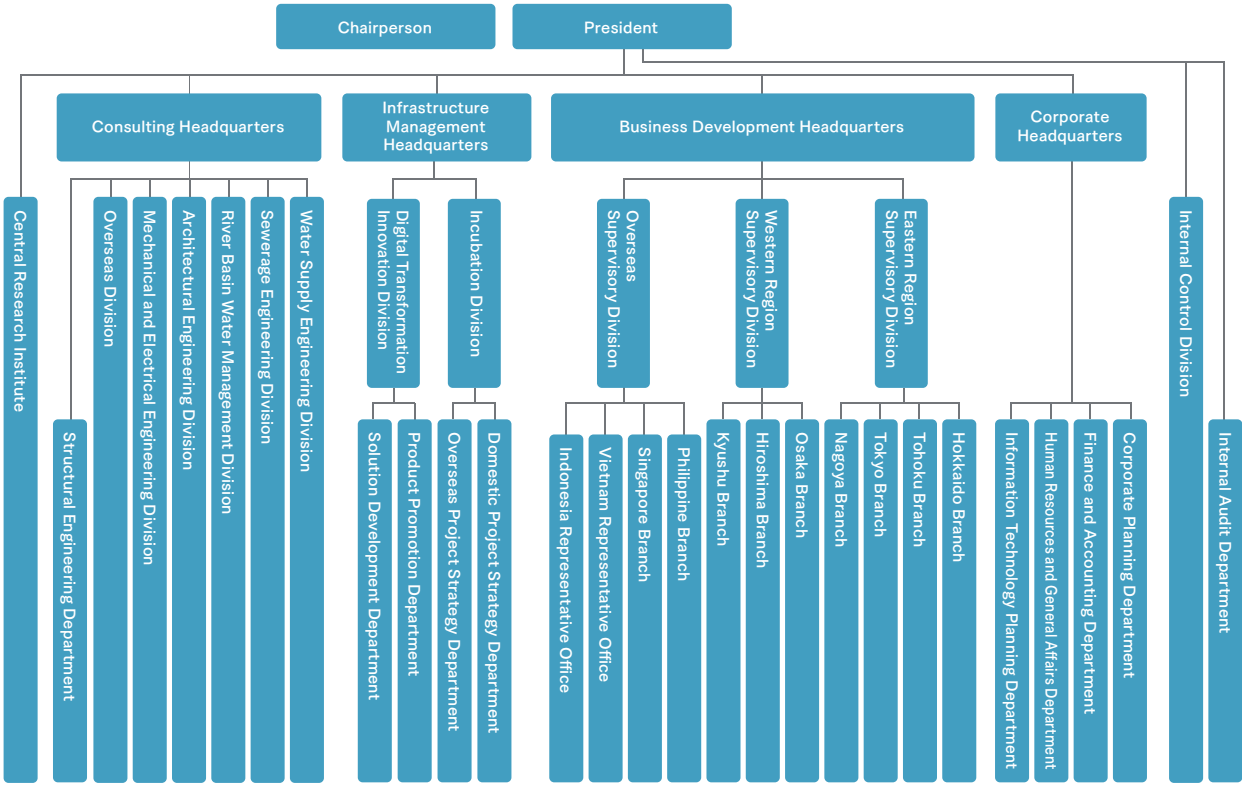 Chairperson
President
Consulting Headquarters
Infrastructure
Management
Headquarters
Business Development Headquarters
Corporate
Headquarters
Central Research Institute
Structural Engineering Department
Overseas Division
Mechanical and Electrical Engineering Division
Architectural Engineering Division
River Basin Water Management Division
Sewerage Engineering Division
Water Supply Engineering Division
Digital Transformation
Innovation Division
Incubation Division
Solution Development Department
Product Promotion Department
Overseas Project Strategy Department
Domestic Project Strategy Department
Overseas
Supervisory Division
Western Region
Supervisory Division
Eastern Region
Supervisory Division
Indonesia Representative Office
Vietnam Representative Office
Singapore Branch
Philippine Branch
Kyushu Branch
Hiroshima Branch
Osaka Branch
Nagoya Branch
Tokyo Branch
Tohoku Branch
Hokkaido Branch
Information Technology Planning Department
Human Resources and General Affairs Department
Finance and Accounting Department
Corporate Planning Department
Internal Control Division
Internal Audit Department